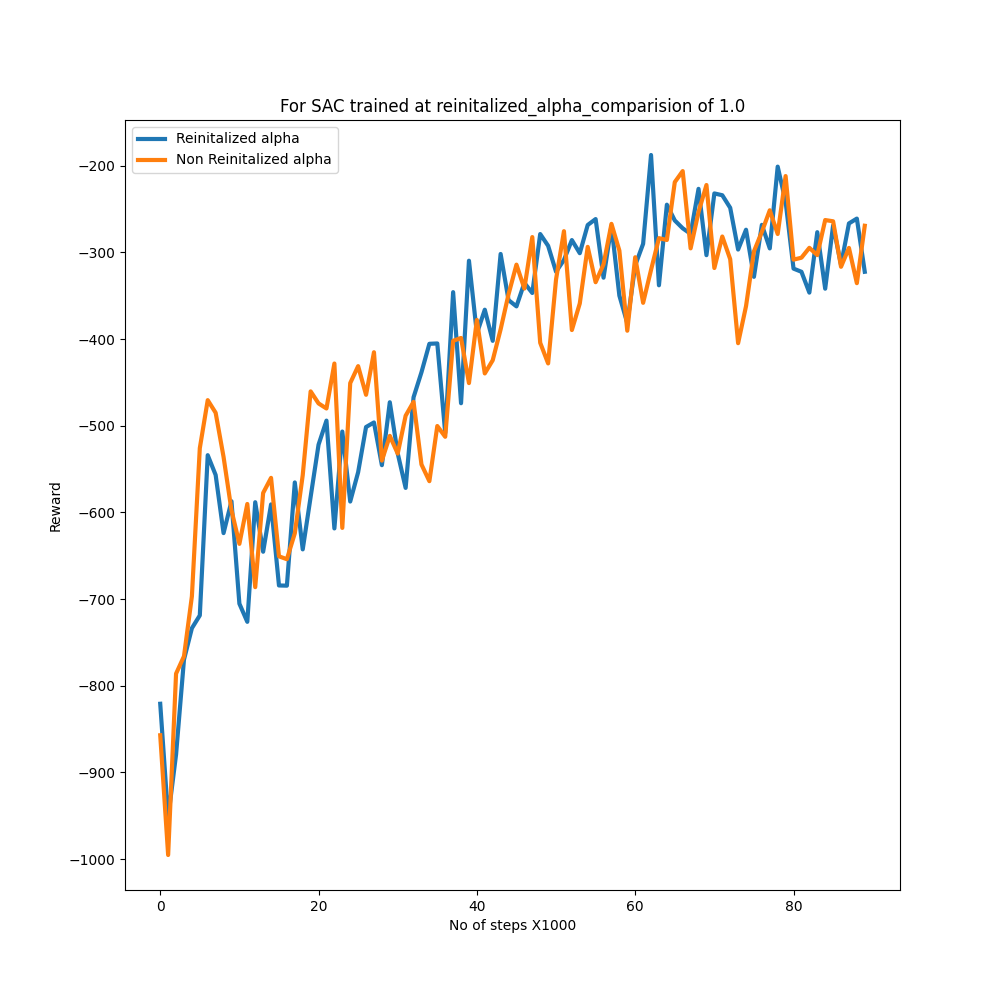 For SAC trained at reinitalized_alpha_comparision of 1.0
Reinitalized alpha
Non Reinitalized alpha
−200
−300
−400
−500
−600
−700
−800
−900
−1000
Reward
0 20 40 60 80
No of steps X1000